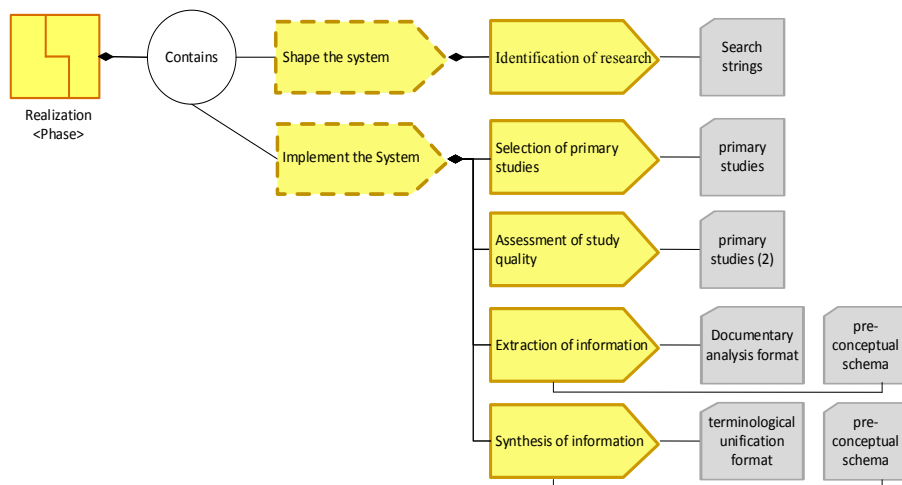 Realization
<Phase>
Contains
Shape the system
Identification of research
Search
strings
Implement the System
Selection of primary
studies
primary
studies
Assessment of study
quality
primary
studies (2)
Extraction of information
Documentary
analysis format
pre-
conceptual
schema
Synthesis of information
terminological
unification
format
pre-
conceptual
schema